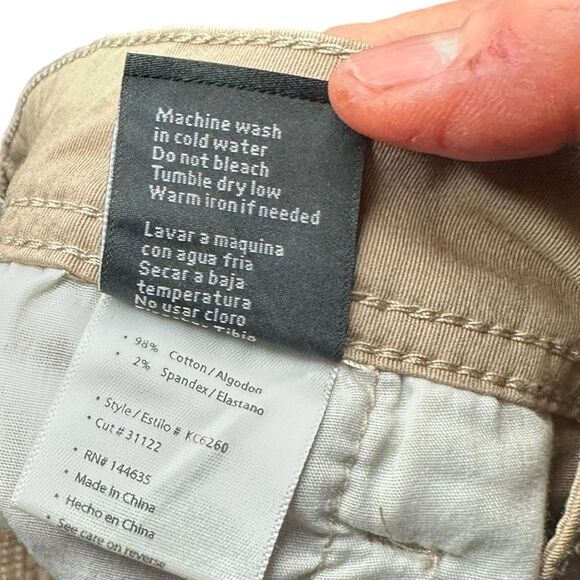 Machine wash
in cold water
Do not bleach
Tumble dry low
Warm iron if needed
Lavar a maquina
con agua fria
Secar a baja
temperatura
No usar cloro
Tibia
• 98% Cotton/Algodon
• 2% Spandex/Elastano
• Style/Estilo # KC6260
• Cut # 31122
• RN# 144635
• Made in China
• Hecho en China
• See care on reverse